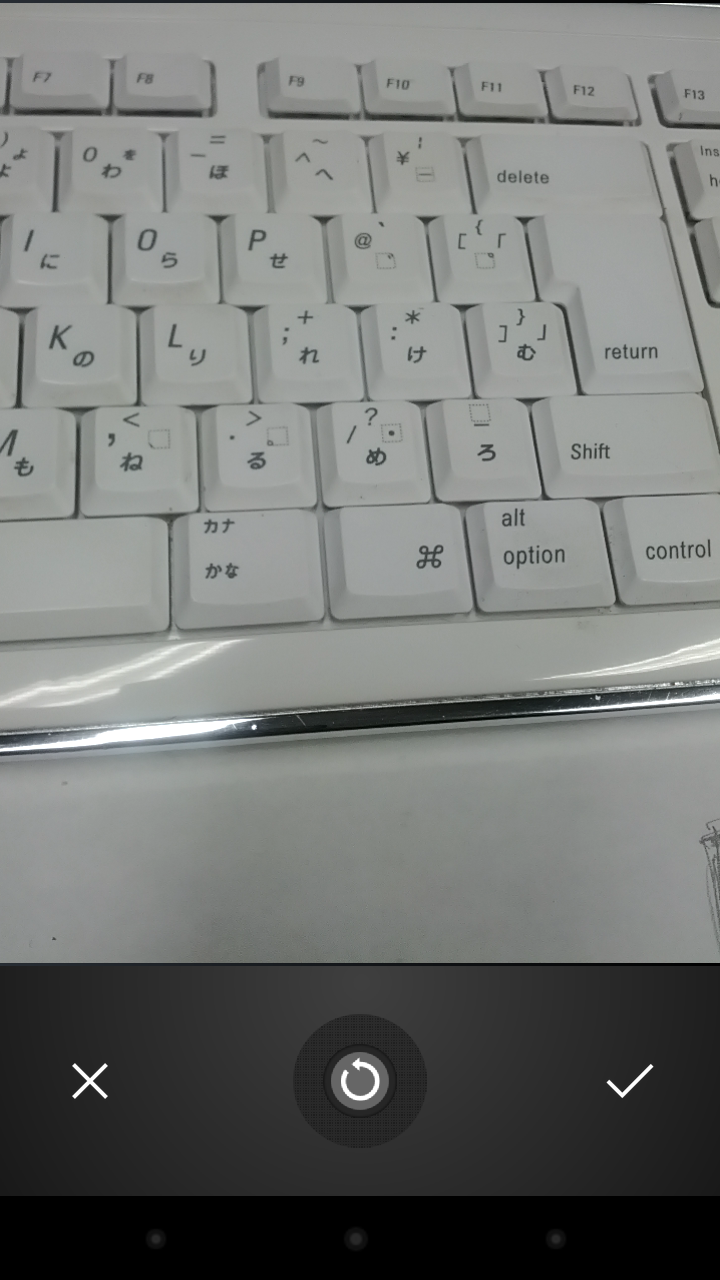 F7 F8 F9 F10 F11 F12 F13
) よ 0 を わ = - ほ ~ ^ へ ¦ ¥ ー delete Ins
I に O ら P せ ` @ ゛ { [ 「 ゜ return
K の L り + ; れ * : け } ] 」 む
M も < , 、 ね > . 。 る ? / ・ め _ ろ Shift
カナ かな ⌘ alt option control